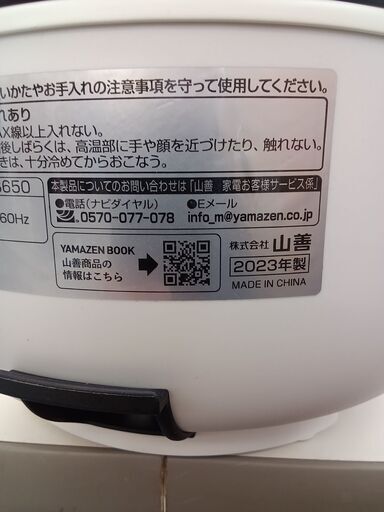 いかたやお手入れの注意事項を守って使用してください。
れあり
MAX線以上入れない。
後しばらくは、高温部に手や顔を近づけたり、触れない。
きは、十分冷めてからおこなう。
650
本製品についてのお問い合わせは「山善 家電お客様サービス係」
60Hz
●電話(ナビダイヤル)
0570-077-078
●Eメール
info_m@yamazen.co.jp
YAMAZEN BOOK
山善商品の
情報はこちら
株式会社 山善
2023年製
MADE IN CHINA